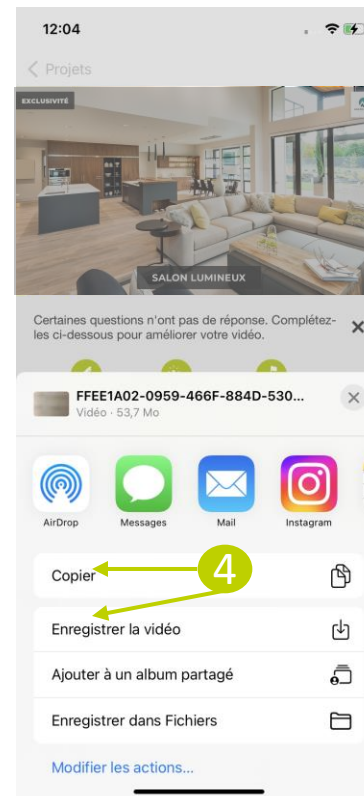 12:04
Projets
EXCLUSIVITÉ
SALON LUMINEUX
Certaines questions n'ont pas de réponse. Complétez-
les ci-dessous pour améliorer votre vidéo.
FFEE1A02-0959-466F-884D-530...
Vidéo · 53,7 Mo
AirDrop
Messages
Mail
Instagram
Copier
4
Enregistrer la vidéo
Ajouter à un album partagé
Enregistrer dans Fichiers
Modifier les actions...